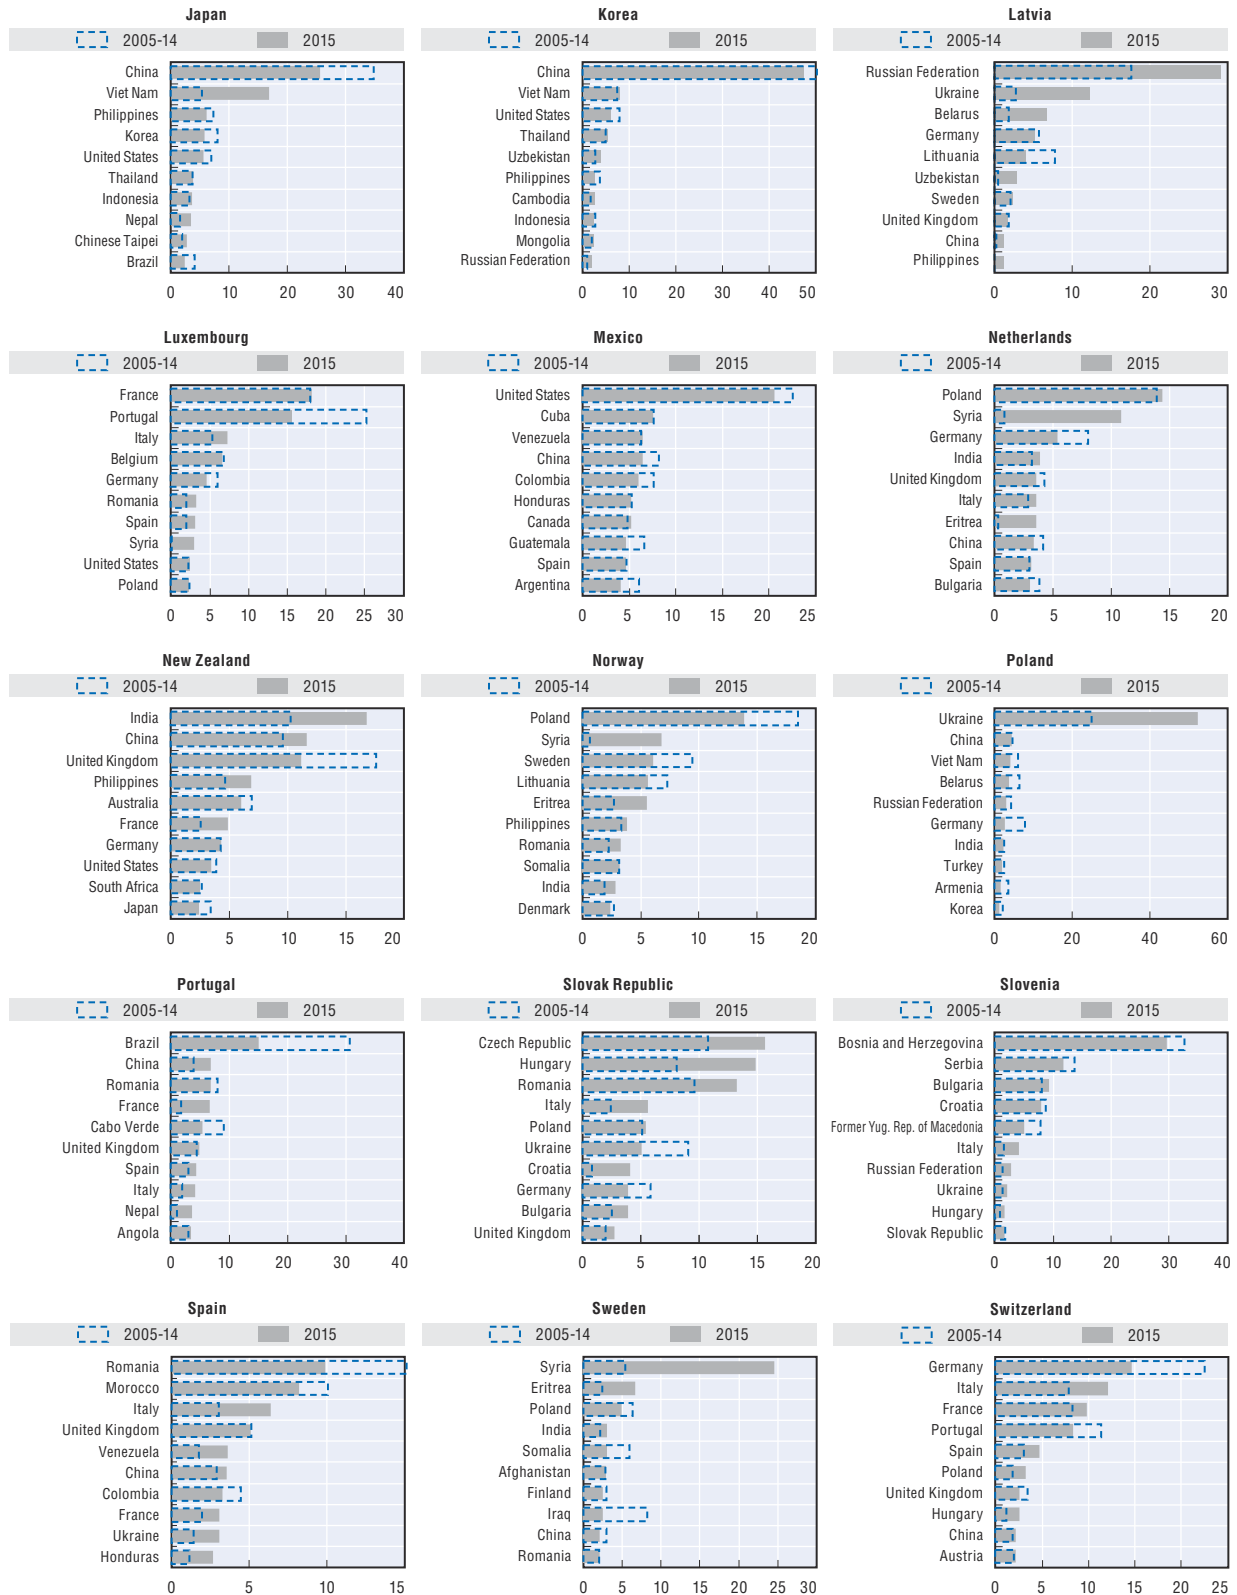 Japan
2005-14 2015
China
Viet Nam
Philippines
Korea
United States
Thailand
Indonesia
Nepal
Chinese Taipei
Brazil
0 10 20 30 40
Korea
2005-14 2015
China
Viet Nam
United States
Thailand
Uzbekistan
Philippines
Cambodia
Indonesia
Mongolia
Russian Federation
0 10 20 30 40 50
Latvia
2005-14 2015
Russian Federation
Ukraine
Belarus
Germany
Lithuania
Uzbekistan
Sweden
United Kingdom
China
Philippines
0 10 20 30
Luxembourg
2005-14 2015
France
Portugal
Italy
Belgium
Germany
Romania
Spain
Syria
United States
Poland
0 5 10 15 20 25 30
Mexico
2005-14 2015
United States
Cuba
Venezuela
China
Colombia
Honduras
Canada
Guatemala
Spain
Argentina
0 5 10 15 20 25
Netherlands
2005-14 2015
Poland
Syria
Germany
India
United Kingdom
Italy
Eritrea
China
Spain
Bulgaria
0 5 10 15 20
New Zealand
2005-14 2015
India
China
United Kingdom
Philippines
Australia
France
Germany
United States
South Africa
Japan
0 5 10 15 20
Norway
2005-14 2015
Poland
Syria
Sweden
Lithuania
Eritrea
Philippines
Romania
Somalia
India
Denmark
0 5 10 15 20
Poland
2005-14 2015
Ukraine
China
Viet Nam
Belarus
Russian Federation
Germany
India
Turkey
Armenia
Korea
0 20 40 60
Portugal
2005-14 2015
Brazil
China
Romania
France
Cabo Verde
United Kingdom
Spain
Italy
Nepal
Angola
0 10 20 30 40
Slovak Republic
2005-14 2015
Czech Republic
Hungary
Romania
Italy
Poland
Ukraine
Croatia
Germany
Bulgaria
United Kingdom
0 5 10 15 20
Slovenia
2005-14 2015
Bosnia and Herzegovina
Serbia
Bulgaria
Croatia
Former Yug. Rep. of Macedonia
Italy
Russian Federation
Ukraine
Hungary
Slovak Republic
0 10 20 30 40
Spain
2005-14 2015
Romania
Morocco
Italy
United Kingdom
Venezuela
China
Colombia
France
Ukraine
Honduras
0 5 10 15
Sweden
2005-14 2015
Syria
Eritrea
Poland
India
Somalia
Afghanistan
Finland
Iraq
China
Romania
0 5 10 15 20 25 30
Switzerland
2005-14 2015
Germany
Italy
France
Portugal
Spain
Poland
United Kingdom
Hungary
China
Austria
0 5 10 15 20 25